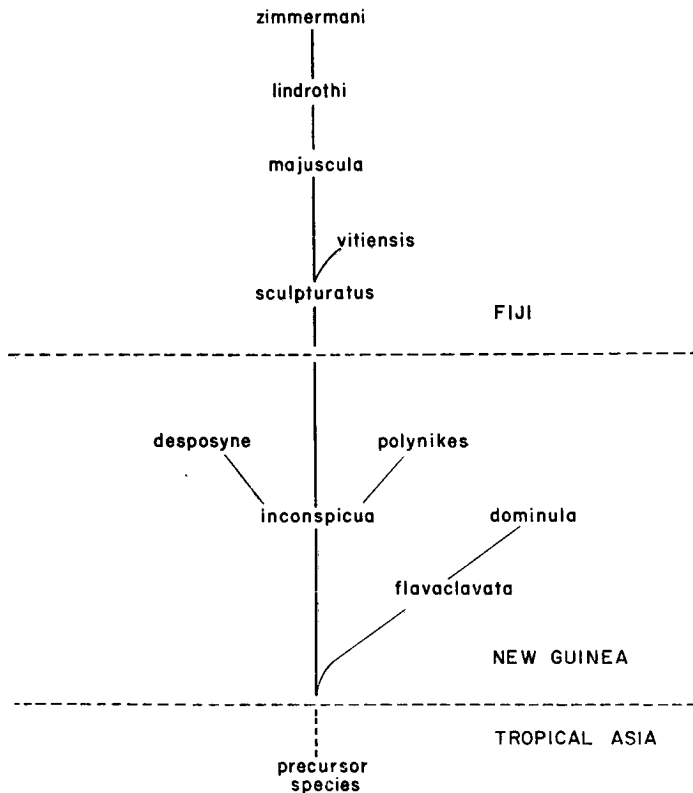 zimmermani
lindrothi
majuscula
vitiensis
sculpturatus
FIJI
desposyne
polynikes
inconspicua
dominula
flavaclavata
NEW GUINEA
TROPICAL ASIA
precursor
species